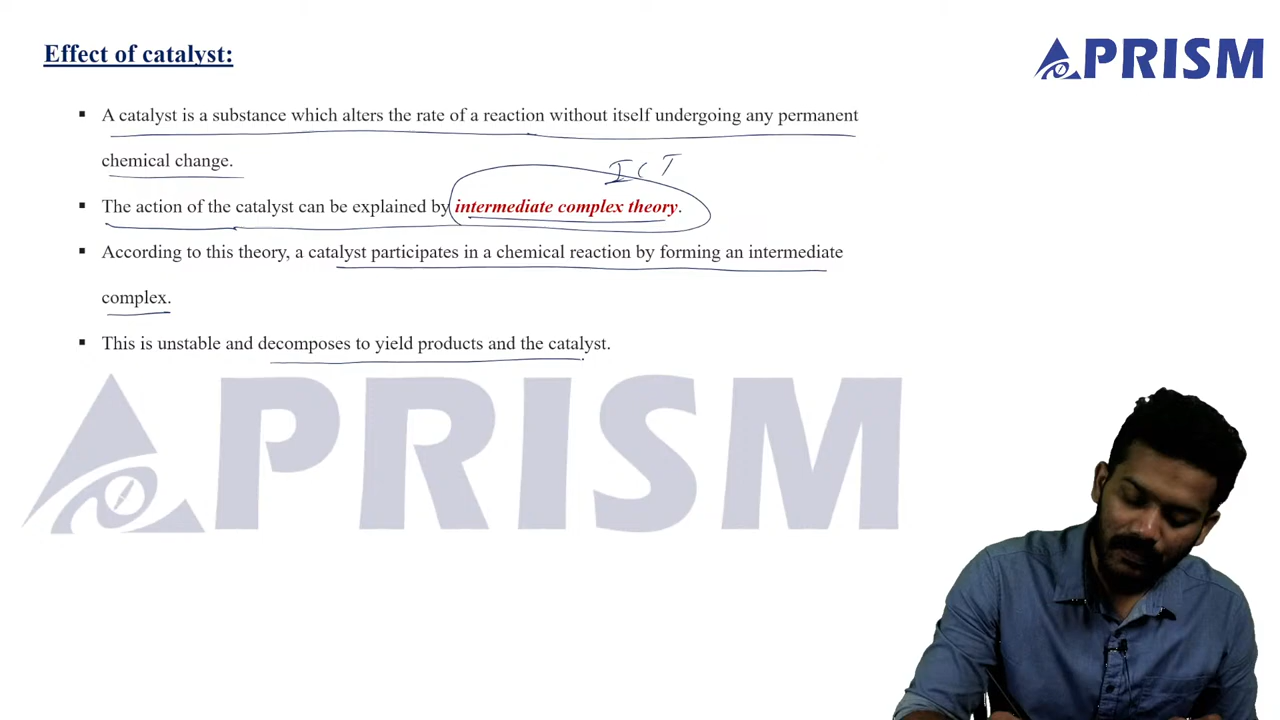 Effect of catalyst:
PRISM
▪ A catalyst is a substance which alters the rate of a reaction without itself undergoing any permanent
chemical change.
I C T
▪ The action of the catalyst can be explained by intermediate complex theory.
▪ According to this theory, a catalyst participates in a chemical reaction by forming an intermediate
complex.
▪ This is unstable and decomposes to yield products and the catalyst.
PRISM